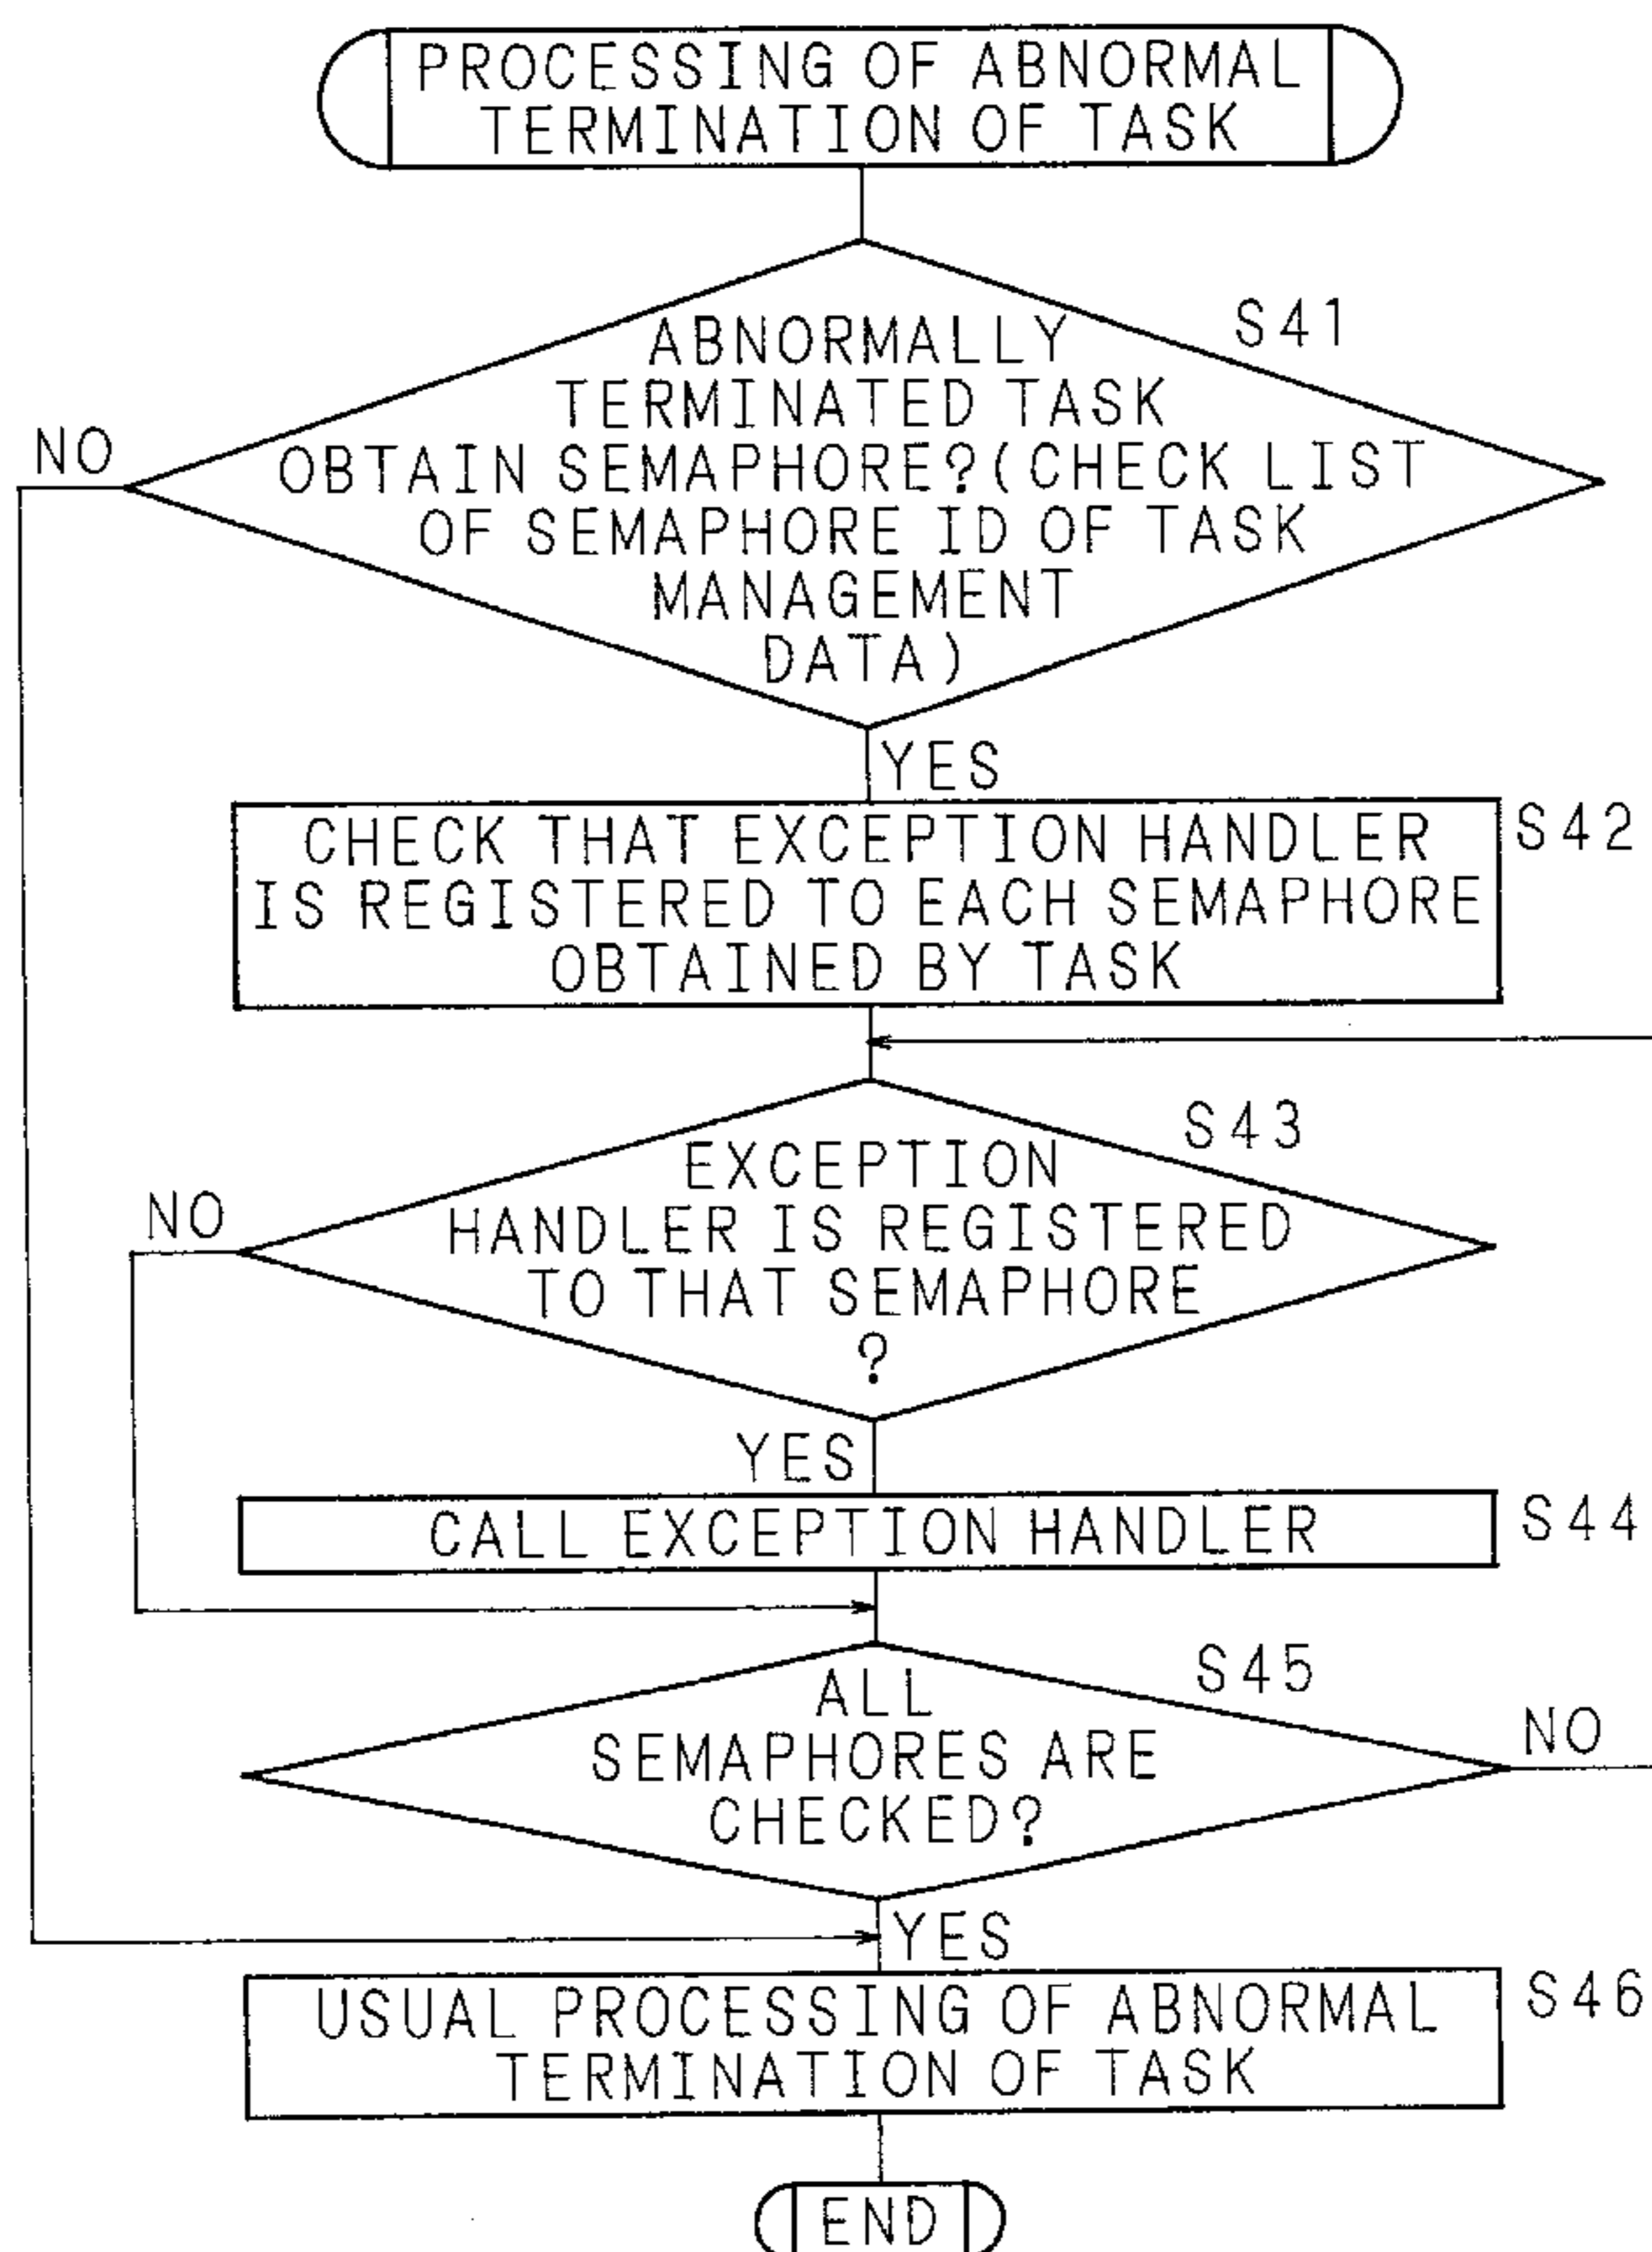 PROCESSING OF ABNORMAL
TERMINATION OF TASK
S41
ABNORMALLY
TERMINATED TASK
NO
OBTAIN SEMAPHORE?(CHECK LIST
OF SEMAPHORE ID OF TASK
MANAGEMENT
DATA)
YES
S42
CHECK THAT EXCEPTION HANDLER
IS REGISTERED TO EACH SEMAPHORE
OBTAINED BY TASK
S43
EXCEPTION
NO
HANDLER IS REGISTERED
TO THAT SEMAPHORE
?
YES
CALL EXCEPTION HANDLER
S44
S45
ALL
NO
SEMAPHORES ARE
CHECKED?
YES
S46
USUAL PROCESSING OF ABNORMAL
TERMINATION OF TASK
END